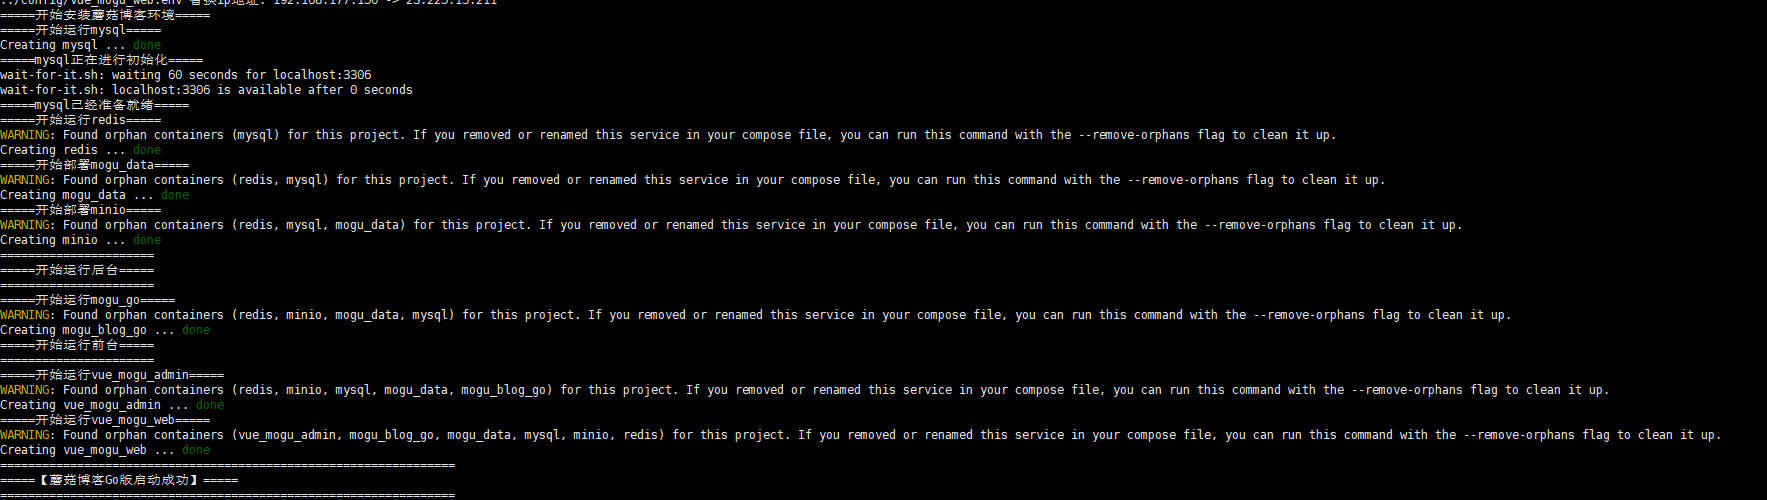 ../config/vue_mogu_web.env 替换ip地址: 192.168.177.150 -> 23.225.15.211
=====开始安装蘑菇博客环境=====
=====开始运行mysql=====
Creating mysql ... done
=====mysql正在进行初始化=====
wait-for-it.sh: waiting 60 seconds for localhost:3306
wait-for-it.sh: localhost:3306 is available after 0 seconds
=====mysql已经准备就绪=====
=====开始运行redis=====
WARNING: Found orphan containers (mysql) for this project. If you removed or renamed this service in your compose file, you can run this command with the --remove-orphans flag to clean it up.
Creating redis ... done
=====开始部署mogu_data=====
WARNING: Found orphan containers (redis, mysql) for this project. If you removed or renamed this service in your compose file, you can run this command with the --remove-orphans flag to clean it up.
Creating mogu_data ... done
=====开始部署minio=====
WARNING: Found orphan containers (redis, mysql, mogu_data) for this project. If you removed or renamed this service in your compose file, you can run this command with the --remove-orphans flag to clean it up.
Creating minio ... done
======================
=====开始运行后台=====
======================
=====开始运行mogu_go=====
WARNING: Found orphan containers (redis, minio, mogu_data, mysql) for this project. If you removed or renamed this service in your compose file, you can run this command with the --remove-orphans flag to clean it up.
Creating mogu_blog_go ... done
=====开始运行前台=====
======================
=====开始运行vue_mogu_admin=====
WARNING: Found orphan containers (redis, minio, mysql, mogu_data, mogu_blog_go) for this project. If you removed or renamed this service in your compose file, you can run this command with the --remove-orphans flag to clean it up.
Creating vue_mogu_admin ... done
=====开始运行vue_mogu_web=====
WARNING: Found orphan containers (vue_mogu_admin, mogu_blog_go, mogu_data, mysql, minio, redis) for this project. If you removed or renamed this service in your compose file, you can run this command with the --remove-orphans flag to clean it up.
Creating vue_mogu_web ... done
=================================================================
=====【蘑菇博客Go版启动成功】=====
=================================================================